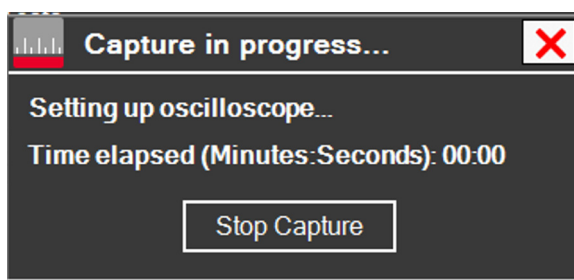 Capture in progress...
Setting up oscilloscope...
Time elapsed (Minutes:Seconds): 00:00
Stop Capture